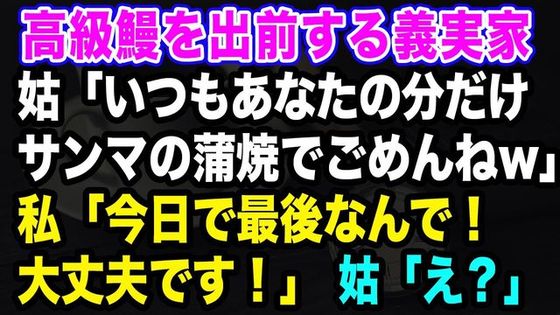 高級鰻を出前する義実家
姑「いつもあなたの分だけ
サンマの蒲焼でごめんねw」
私「今日で最後なんで！
大丈夫です！」 姑「え？」